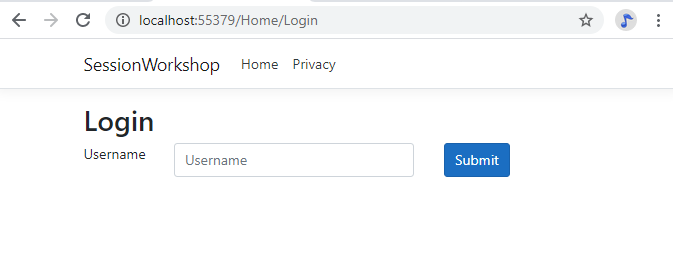 localhost:55379/Home/Login
SessionWorkshop Home Privacy
Login
Username Username Submit